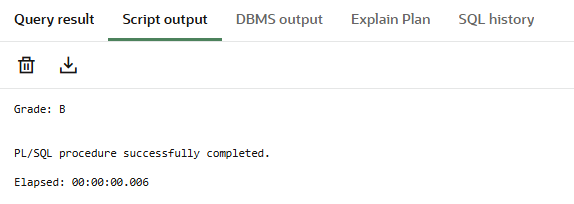 Query result Script output DBMS output Explain Plan SQL history
Grade: B
PL/SQL procedure successfully completed.
Elapsed: 00:00:00.006